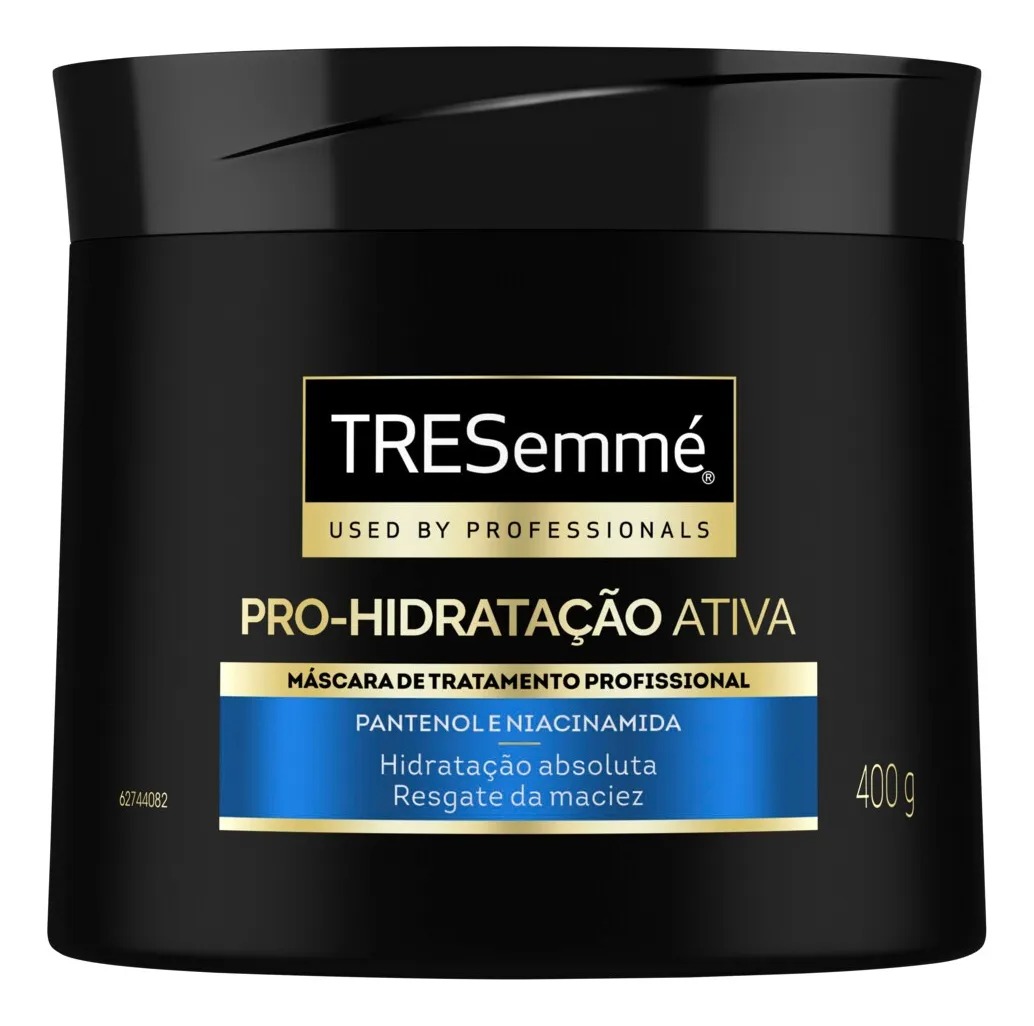 TRESemmé®
USED BY PROFESSIONALS
PRO-HIDRATAÇÃO ATIVA
MÁSCARA DE TRATAMENTO PROFISSIONAL
PANTENOL E NIACINAMIDA
Hidratação absoluta
Resgate da maciez
62744082
400 g